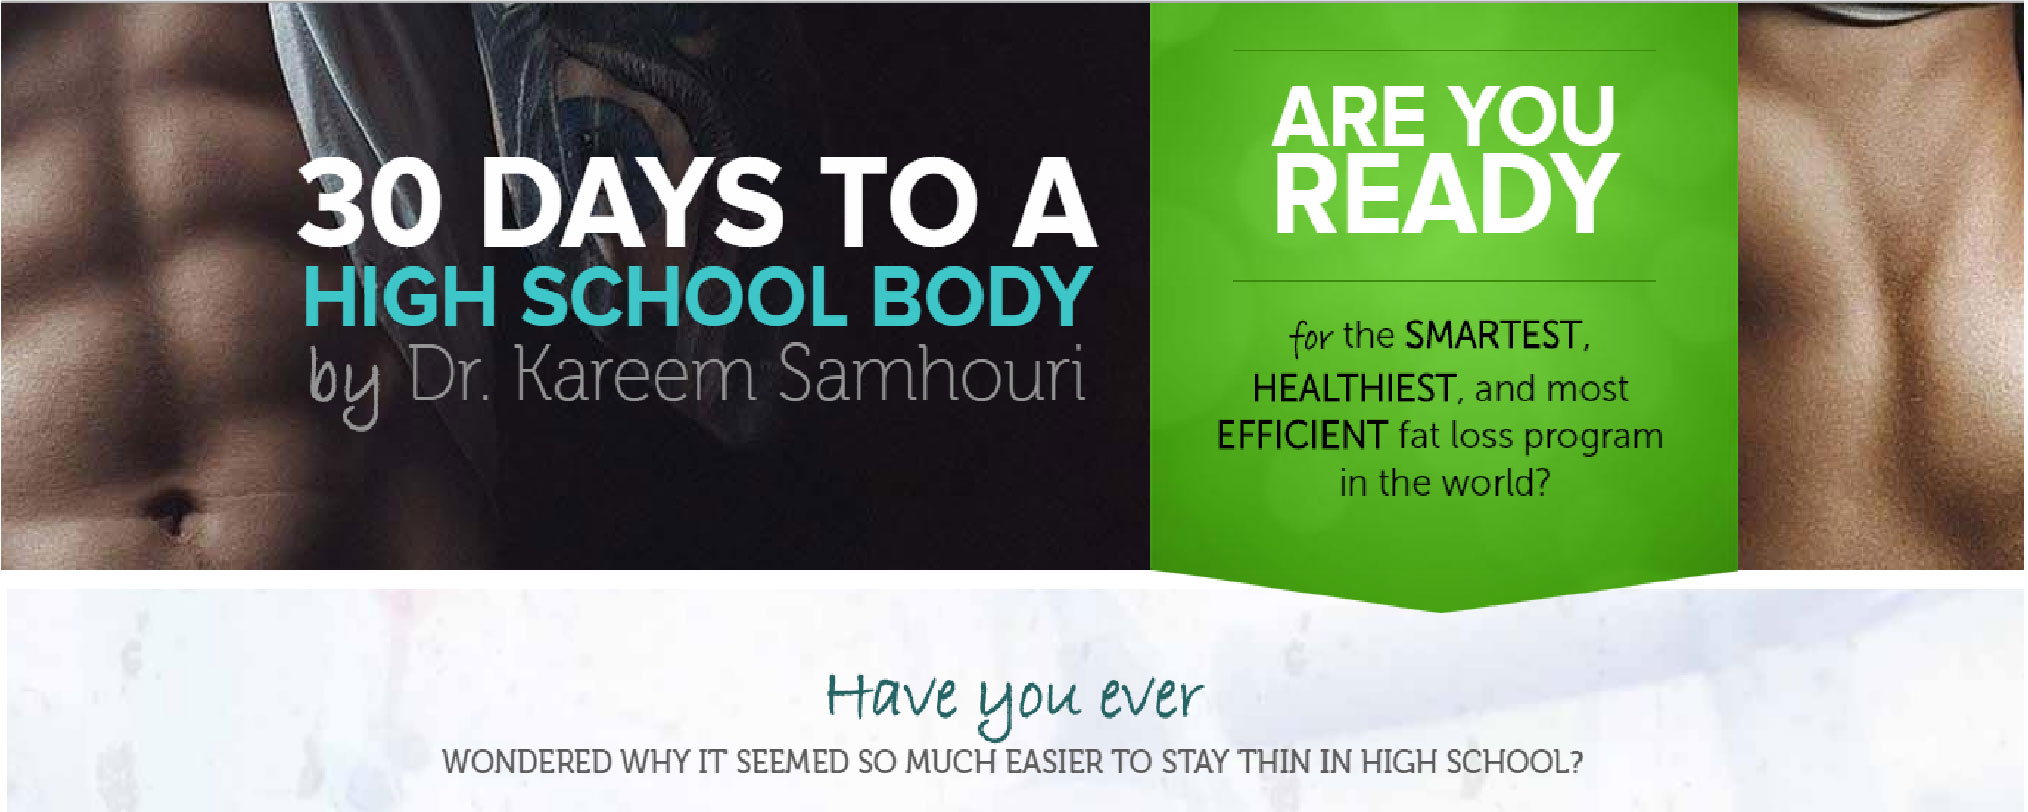 30 DAYS TO A
HIGH SCHOOL BODY
by Dr. Kareem Samhouri
ARE YOU
READY
for the SMARTEST,
HEALTHIEST, and most
EFFICIENT fat loss program
in the world?
Have you ever
WONDERED WHY IT SEEMED SO MUCH EASIER TO STAY THIN IN HIGH SCHOOL?